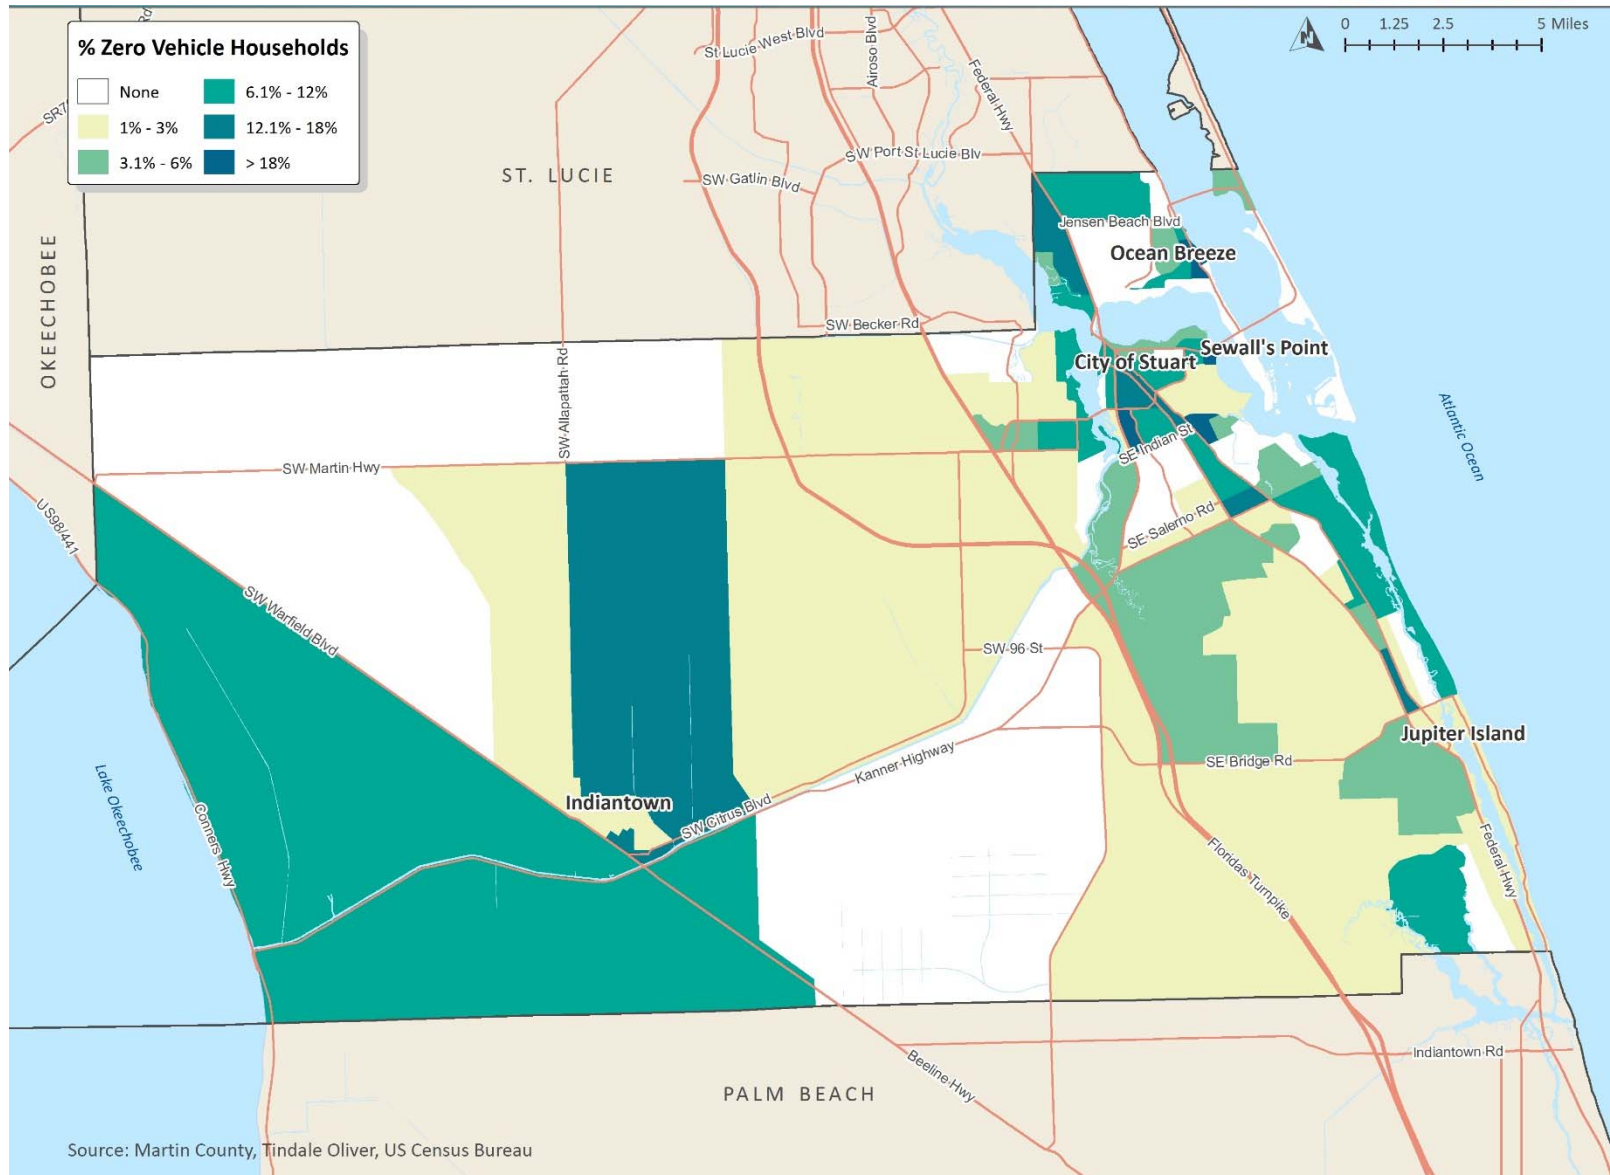 % Zero Vehicle Households
None
1% - 3%
3.1% - 6%
6.1% - 12%
12.1% - 18%
> 18%
N
0 1.25 2.5 5 Miles
Rd
SR7
St Lucie West Blvd
Airoso Blvd
Federal Hwy
SW Port St Lucie Blv
SW Gatlin Blvd
ST. LUCIE
OKEECHOBEE
Jensen Beach Blvd
Ocean Breeze
SW Becker Rd
City of Stuart
Sewall's Point
SW Allapattah Rd
Atlantic Ocean
SW Martin Hwy
SE Indian St
US98/441
SE Salerno Rd
SW Warfield Blvd
SW 96 St
Jupiter Island
Kanner Highway
SE Bridge Rd
Indiantown
SW Citrus Blvd
Lake Okeechobee
Conners Hwy
Federal Hwy
Floridas Turnpike
Beeline Hwy
Indiantown Rd
PALM BEACH
Source: Martin County, Tindale Oliver, US Census Bureau